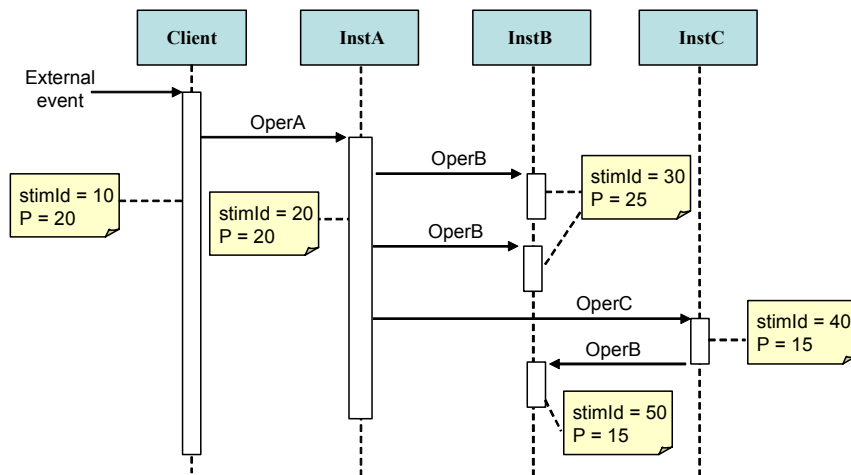 Client
InstA
InstB
InstC
External
event
OperA
OperB
stimId = 10
P = 20
stimId = 20
P = 20
stimId = 30
P = 25
OperB
OperC
stimId = 40
P = 15
OperB
stimId = 50
P = 15